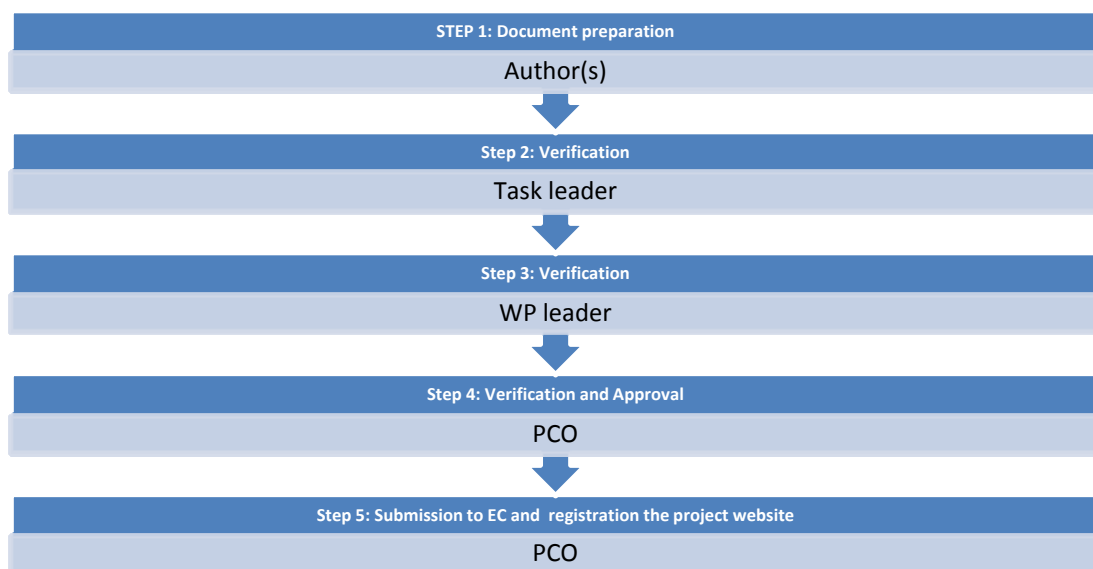 STEP 1: Document preparation
Author(s)
Step 2: Verification
Task leader
Step 3: Verification
WP leader
Step 4: Verification and Approval
PCO
Step 5: Submission to EC and  registration the project website
PCO